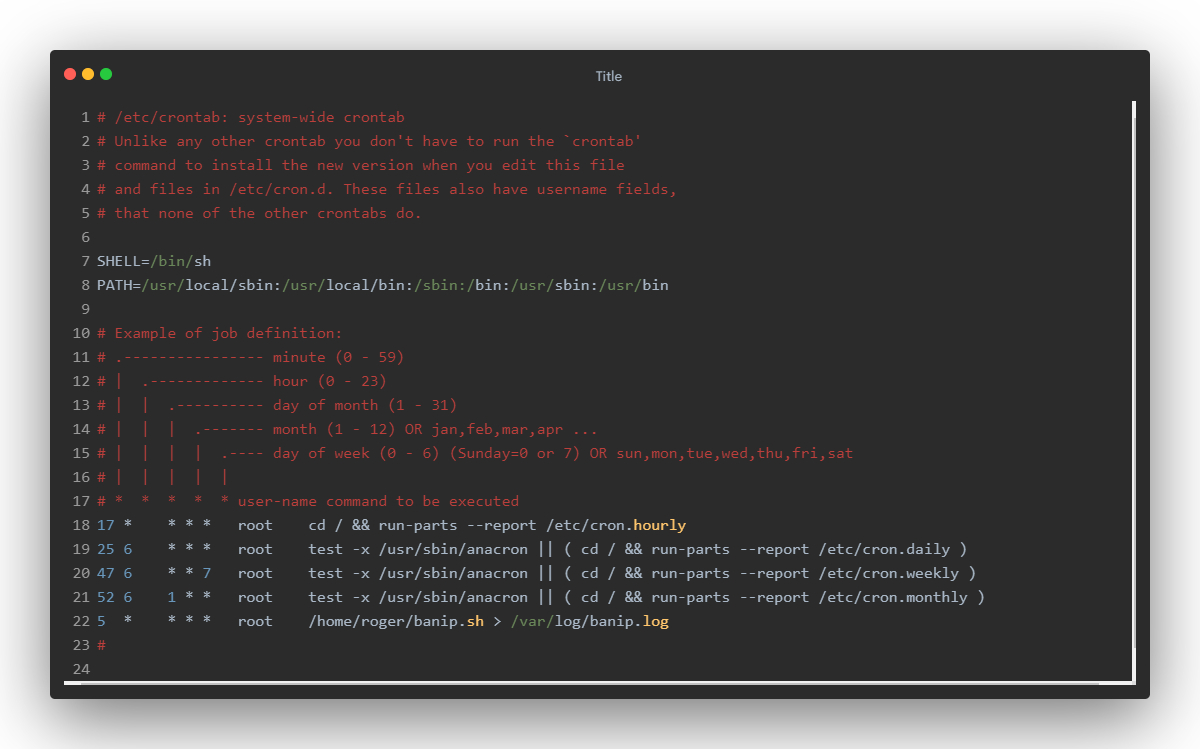 Title
1 # /etc/crontab: system-wide crontab
2 # Unlike any other crontab you don't have to run the `crontab'
3 # command to install the new version when you edit this file
4 # and files in /etc/cron.d. These files also have username fields,
5 # that none of the other crontabs do.
6
7 SHELL=/bin/sh
8 PATH=/usr/local/sbin:/usr/local/bin:/sbin:/bin:/usr/sbin:/usr/bin
9
10 # Example of job definition:
11 # .---------------- minute (0 - 59)
12 # |  .------------- hour (0 - 23)
13 # |  |  .---------- day of month (1 - 31)
14 # |  |  |  .------- month (1 - 12) OR jan,feb,mar,apr ...
15 # |  |  |  |  .---- day of week (0 - 6) (Sunday=0 or 7) OR sun,mon,tue,wed,thu,fri,sat
16 # |  |  |  |  |
17 # *  *  *  *  * user-name command to be executed
18 17 *    * * *   root    cd / && run-parts --report /etc/cron.hourly
19 25 6    * * *   root    test -x /usr/sbin/anacron || ( cd / && run-parts --report /etc/cron.daily )
20 47 6    * * 7   root    test -x /usr/sbin/anacron || ( cd / && run-parts --report /etc/cron.weekly )
21 52 6    1 * *   root    test -x /usr/sbin/anacron || ( cd / && run-parts --report /etc/cron.monthly )
22 5  *    * * *   root    /home/roger/banip.sh > /var/log/banip.log
23 #
24